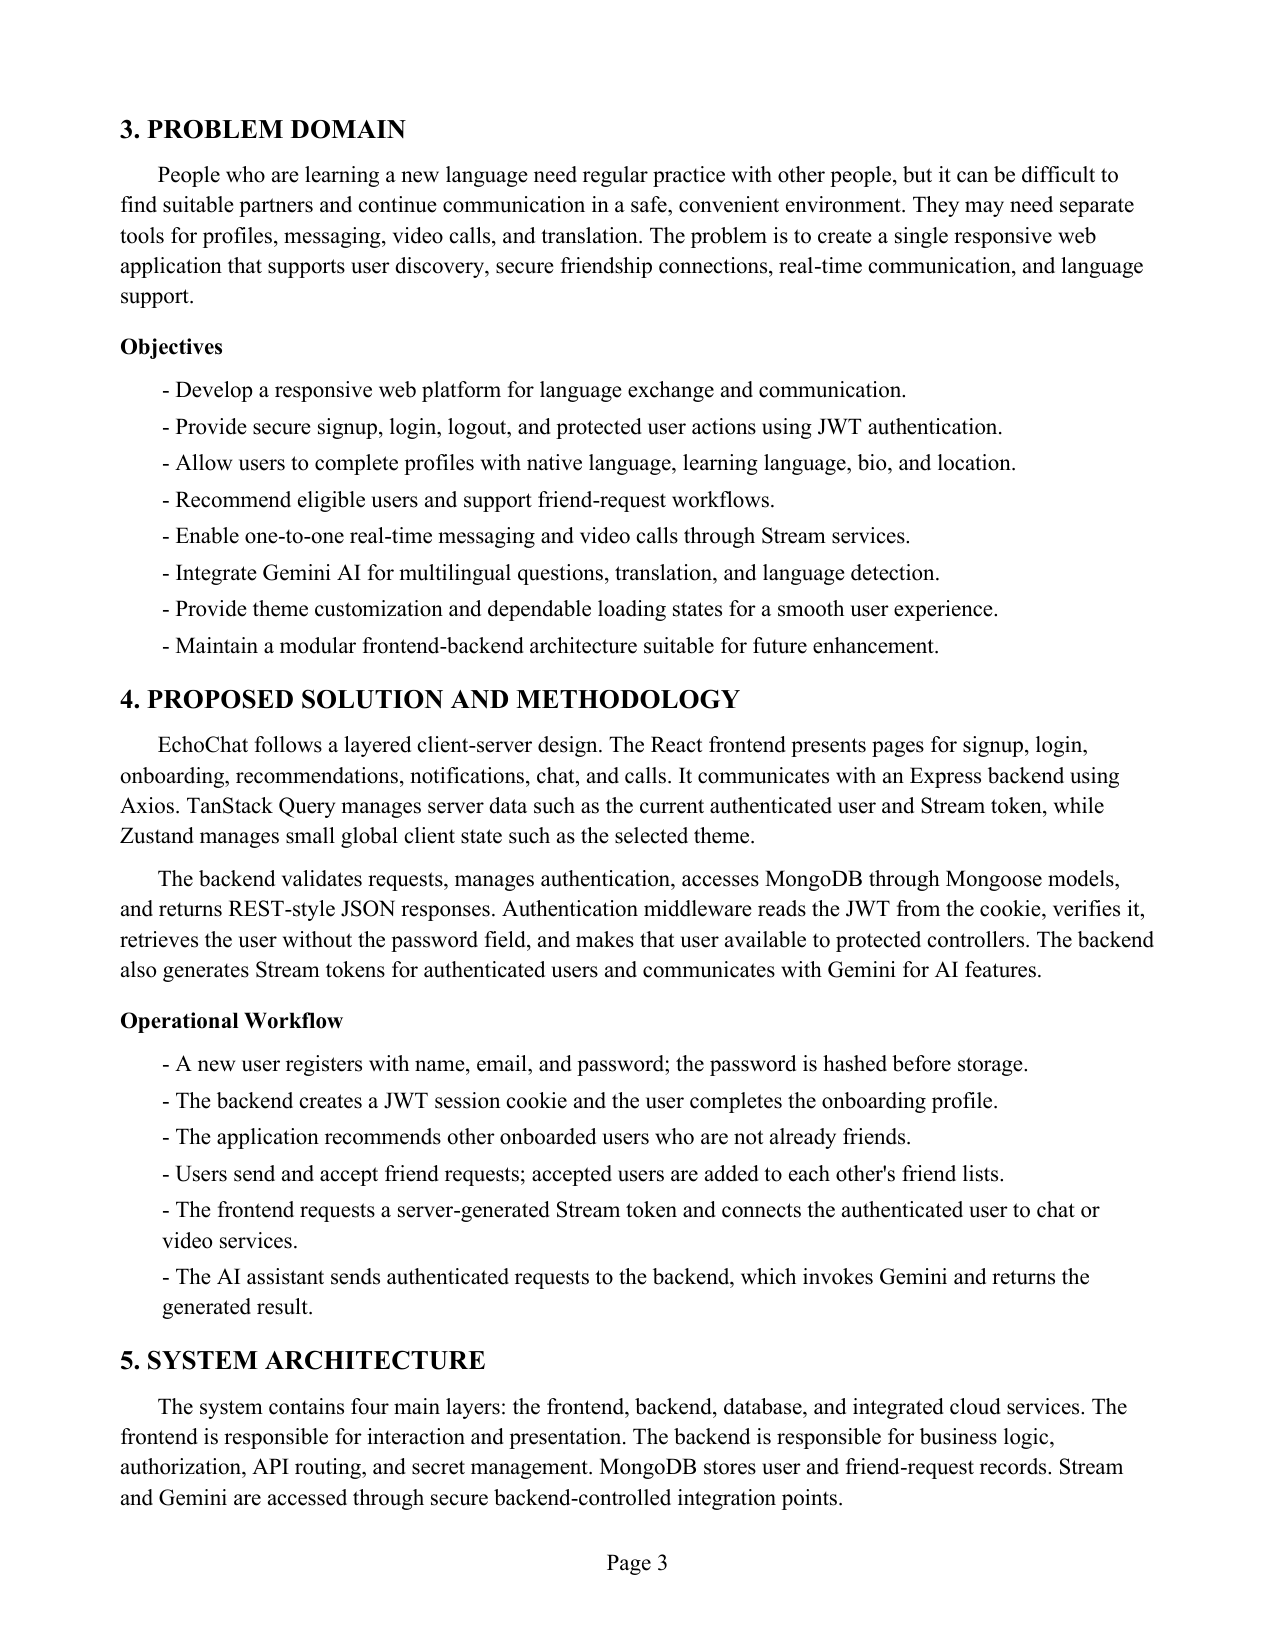 3. PROBLEM DOMAIN
People who are learning a new language need regular practice with other people, but it can be difficult to
find suitable partners and continue communication in a safe, convenient environment. They may need separate
tools for profiles, messaging, video calls, and translation. The problem is to create a single responsive web
application that supports user discovery, secure friendship connections, real-time communication, and language
support.
Objectives
- Develop a responsive web platform for language exchange and communication.
- Provide secure signup, login, logout, and protected user actions using JWT authentication.
- Allow users to complete profiles with native language, learning language, bio, and location.
- Recommend eligible users and support friend-request workflows.
- Enable one-to-one real-time messaging and video calls through Stream services.
- Integrate Gemini AI for multilingual questions, translation, and language detection.
- Provide theme customization and dependable loading states for a smooth user experience.
- Maintain a modular frontend-backend architecture suitable for future enhancement.
4. PROPOSED SOLUTION AND METHODOLOGY
EchoChat follows a layered client-server design. The React frontend presents pages for signup, login,
onboarding, recommendations, notifications, chat, and calls. It communicates with an Express backend using
Axios. TanStack Query manages server data such as the current authenticated user and Stream token, while
Zustand manages small global client state such as the selected theme.
The backend validates requests, manages authentication, accesses MongoDB through Mongoose models,
and returns REST-style JSON responses. Authentication middleware reads the JWT from the cookie, verifies it,
retrieves the user without the password field, and makes that user available to protected controllers. The backend
also generates Stream tokens for authenticated users and communicates with Gemini for AI features.
Operational Workflow
- A new user registers with name, email, and password; the password is hashed before storage.
- The backend creates a JWT session cookie and the user completes the onboarding profile.
- The application recommends other onboarded users who are not already friends.
- Users send and accept friend requests; accepted users are added to each other's friend lists.
- The frontend requests a server-generated Stream token and connects the authenticated user to chat or
video services.
- The AI assistant sends authenticated requests to the backend, which invokes Gemini and returns the
generated result.
5. SYSTEM ARCHITECTURE
The system contains four main layers: the frontend, backend, database, and integrated cloud services. The
frontend is responsible for interaction and presentation. The backend is responsible for business logic,
authorization, API routing, and secret management. MongoDB stores user and friend-request records. Stream
and Gemini are accessed through secure backend-controlled integration points.
Page 3